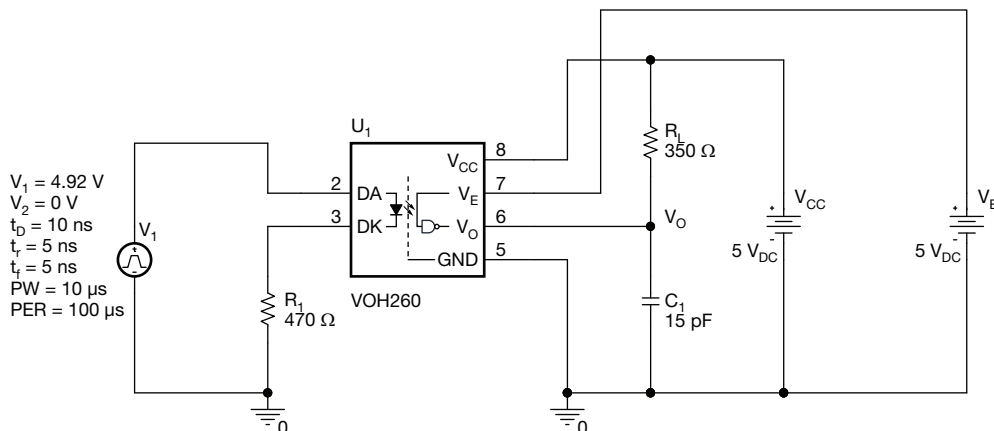 V1 = 4.92 V
V2 = 0 V
tD = 10 ns
tr = 5 ns
tf = 5 ns
PW = 10 µs
PER = 100 µs
V1
R1
470 Ω
0
U1
2
3
DA
DK
VCC
VE
VO
GND
8
7
6
5
VOH260
RL
350 Ω
VO
C1
15 pF
0
VCC
5 VDC
VE
5 VDC